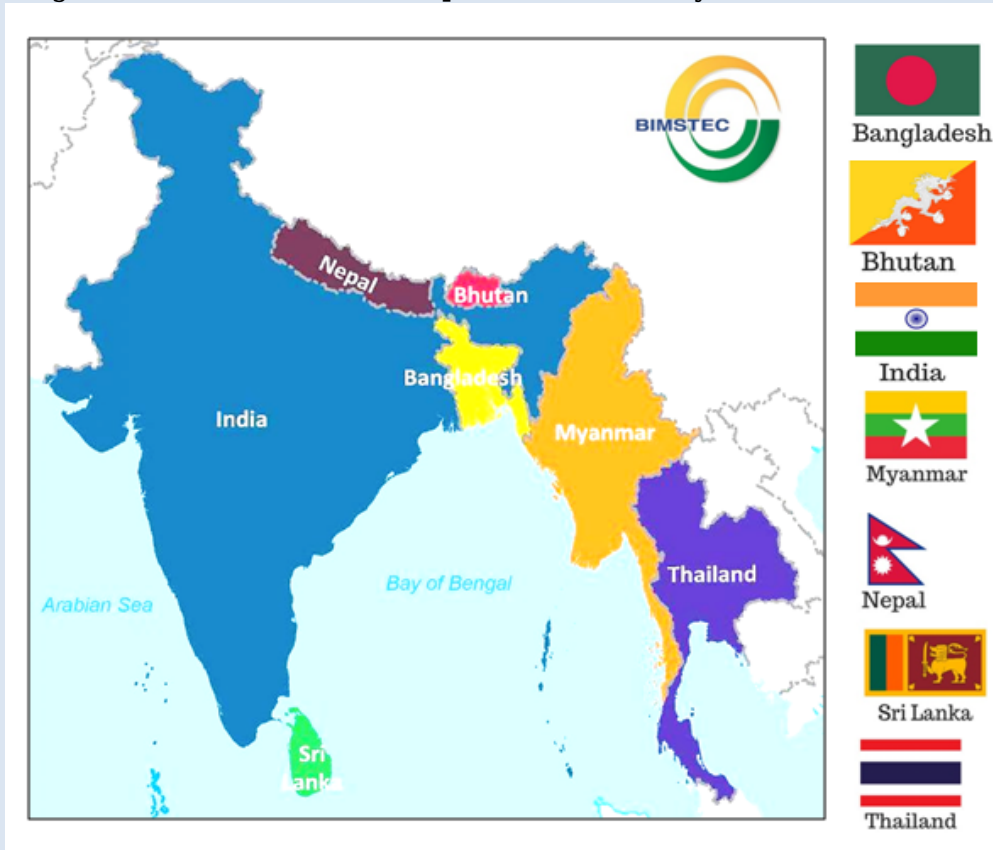 BIMSTEC
Nepal
Bhutan
Bangladesh
India
Myanmar
Thailand
Arabian Sea
Bay of Bengal
Sri
Lanka
Bangladesh
Bhutan
India
Myanmar
Nepal
Sri Lanka
Thailand